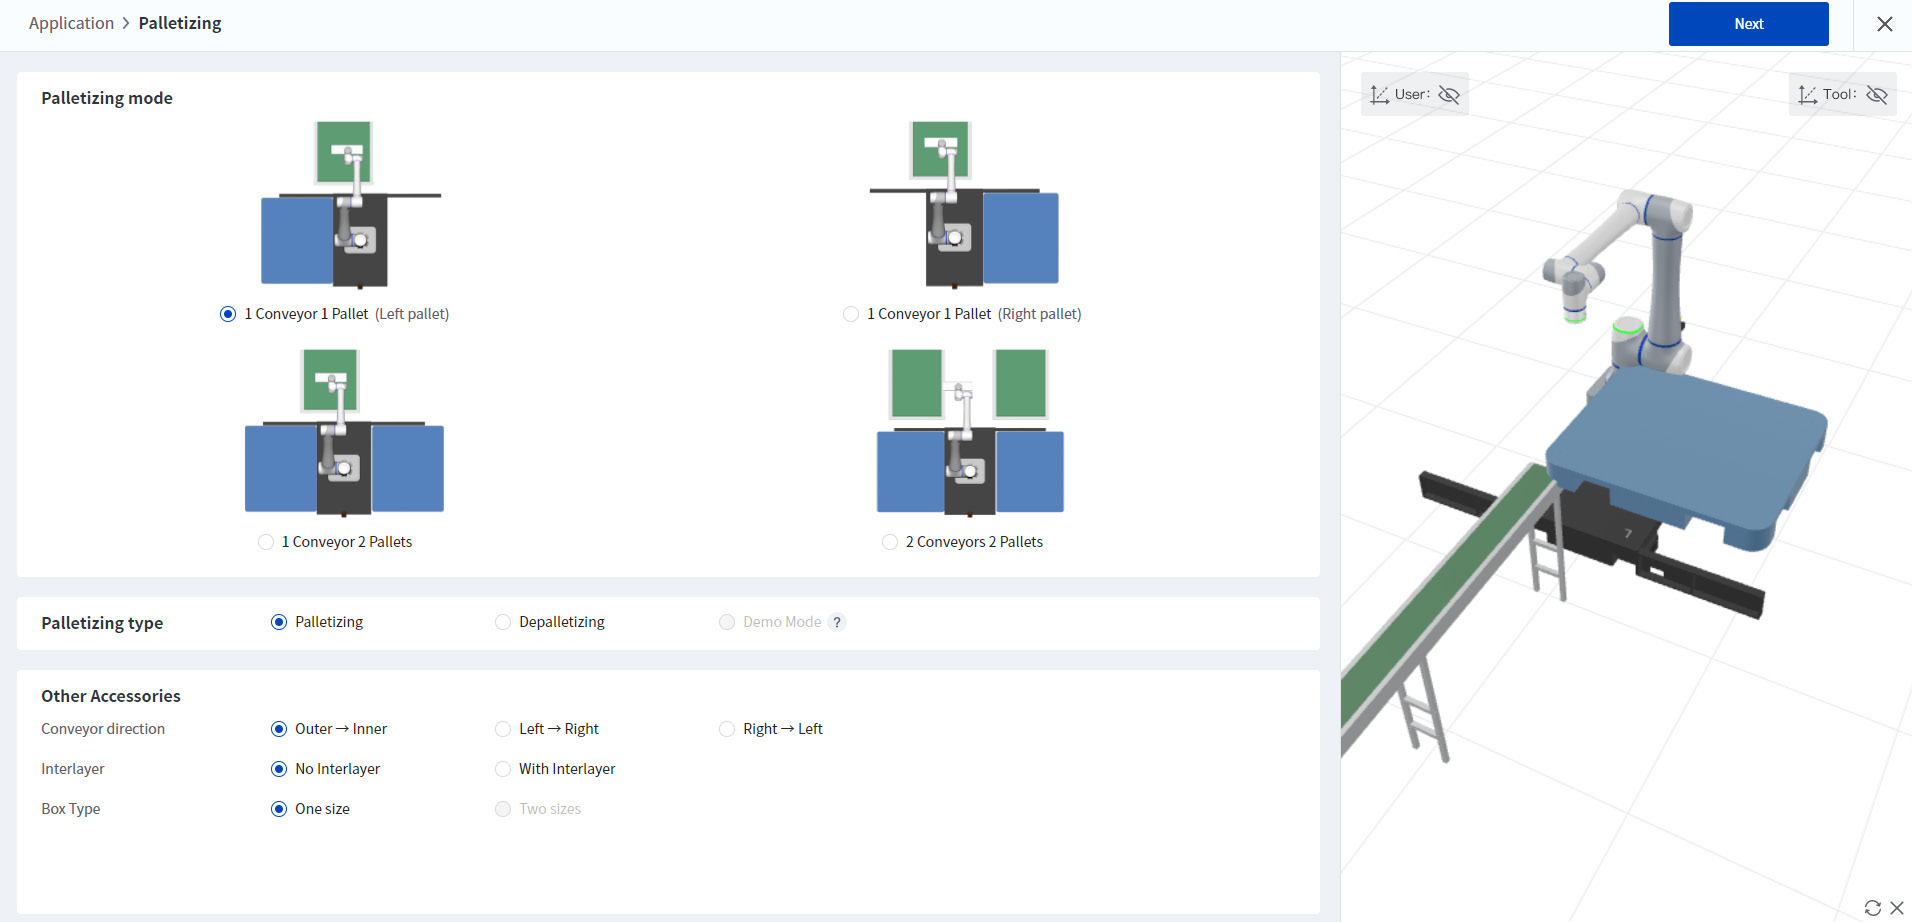 Application > Palletizing
Next
Palletizing mode
User:
Tool:
1 Conveyor 1 Pallet (Left pallet)
1 Conveyor 1 Pallet (Right pallet)
1 Conveyor 2 Pallets
2 Conveyors 2 Pallets
7
Palletizing type
Palletizing
Depalletizing
Demo Mode ?
Other Accessories
Conveyor direction
Outer → Inner
Left → Right
Right → Left
Interlayer
No Interlayer
With Interlayer
Box Type
One size
Two sizes